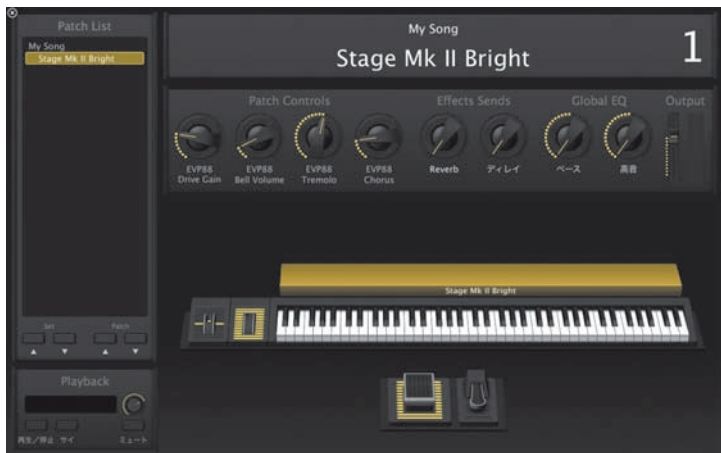 Patch List
My Song
Stage Mk II Bright
Set
Patch
Playback
再生/停止
サイ
ミュート
My Song
Stage Mk II Bright
1
Patch Controls
Effects Sends
Global EQ
Output
EVP88
Drive Gain
EVP88
Bell Volume
EVP88
Tremolo
EVP88
Chorus
Reverb
ディレイ
ベース
高音
Stage Mk II Bright